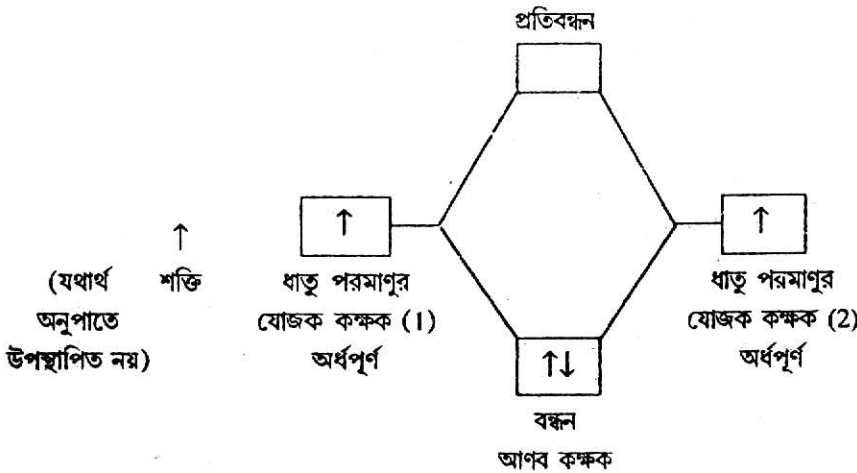 প্রতিবন্ধন
↑
↑
↑
(যথার্থ
অনুপাতে
উপস্থাপিত নয়)
শক্তি
ধাতু পরমাণুর
যোজক কক্ষক (1)
অর্ধপূর্ণ
ধাতু পরমাণুর
যোজক কক্ষক (2)
অর্ধপূর্ণ
↑↓
বন্ধন
আণব কক্ষক